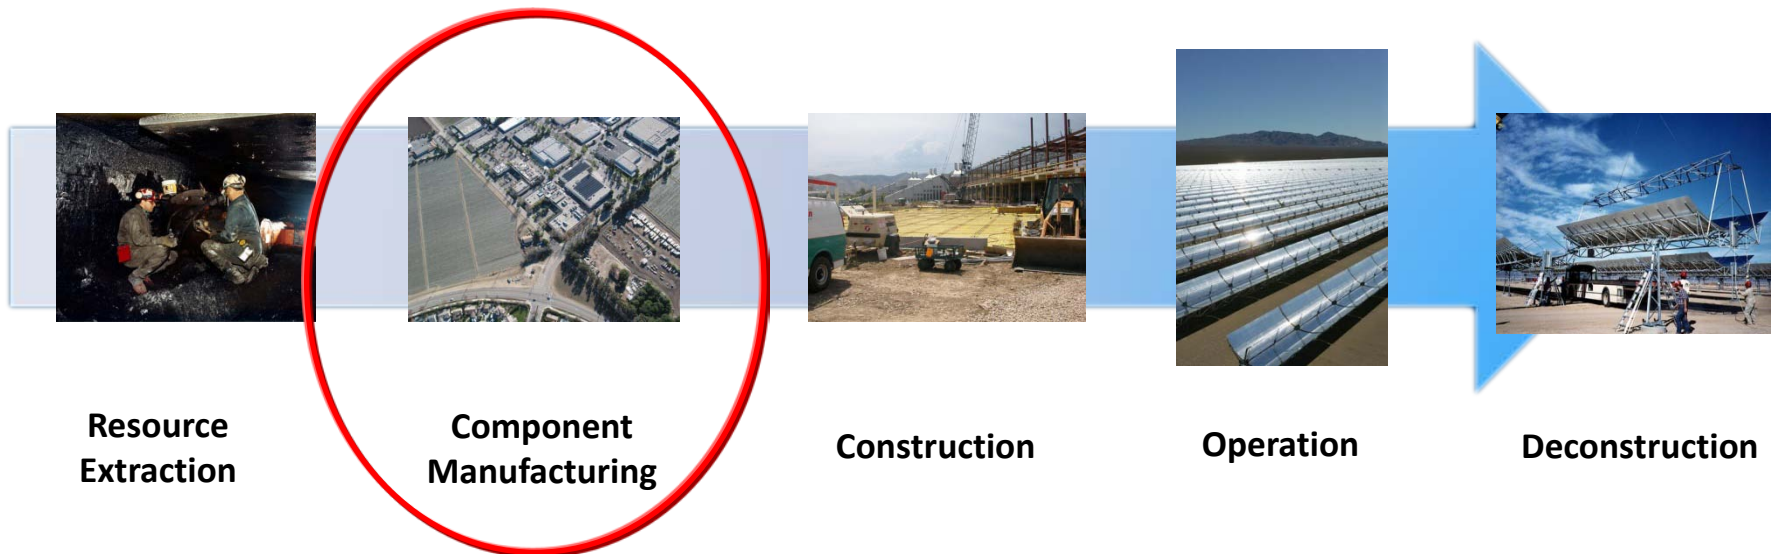 Resource
Extraction
Component
Manufacturing
Construction
Operation
Deconstruction